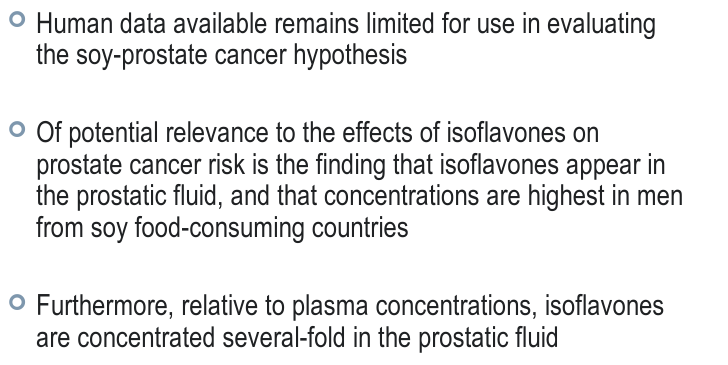 Human data available remains limited for use in evaluating
the soy-prostate cancer hypothesis
Of potential relevance to the effects of isoflavones on
prostate cancer risk is the finding that isoflavones appear in
the prostatic fluid, and that concentrations are highest in men
from soy food-consuming countries
Furthermore, relative to plasma concentrations, isoflavones
are concentrated several-fold in the prostatic fluid